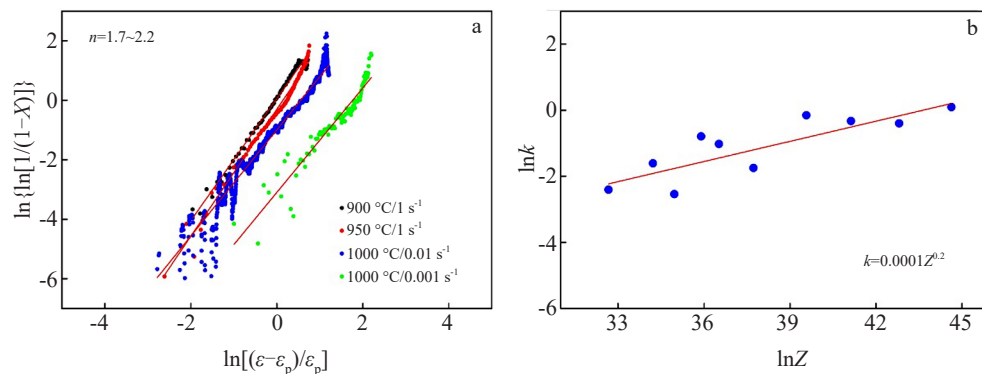 a
n=1.7~2.2
ln{ln[1/(1−X)]}
2
0
−2
−4
−6
900 °C/1 s⁻¹
950 °C/1 s⁻¹
1000 °C/0.01 s⁻¹
1000 °C/0.001 s⁻¹
−4
−2
0
2
4
ln[(ε−εₚ)/εₚ]
b
lnk
2
0
−2
−4
−6
k=0.0001Z⁰·²
33
36
39
42
45
lnZ